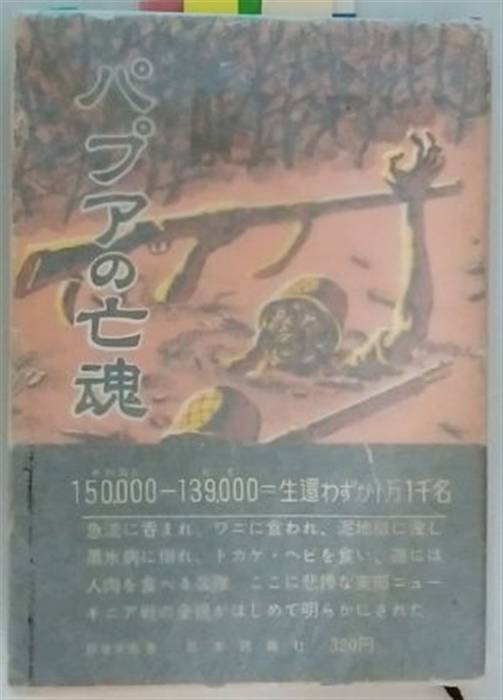 パプアの亡魂
150,000−139,000=生還わずか1万1千名
急流に呑まれ、ワニに食われ、泥地獄に没し
黒水病に倒れ、トカゲ・ヘビを食い、遂には
人肉を食べる ここに悲惨な東部ニュー
ギニア戦の全貌がはじめて明らかにされた
日本 社 320円